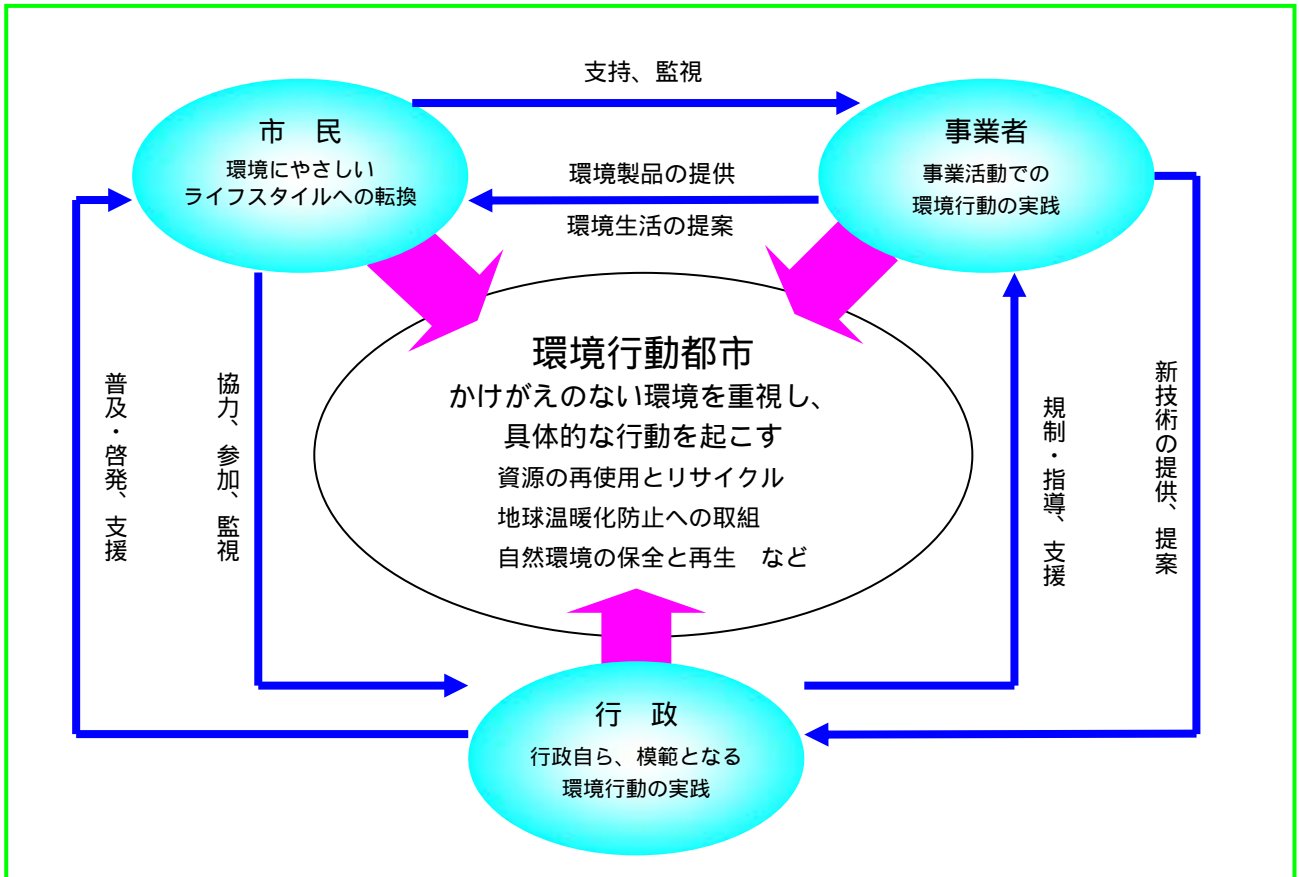 支持、監視
市　民
環境にやさしい
ライフスタイルへの転換
事業者
事業活動での
環境行動の実践
環境製品の提供
環境生活の提案
環境行動都市
かけがえのない環境を重視し、
具体的な行動を起こす
資源の再使用とリサイクル
地球温暖化防止への取組
自然環境の保全と再生　など
普及・啓発、支援
協力、参加、監視
規制・指導、支援
新技術の提供、提案
行　政
行政自ら、模範となる
環境行動の実践